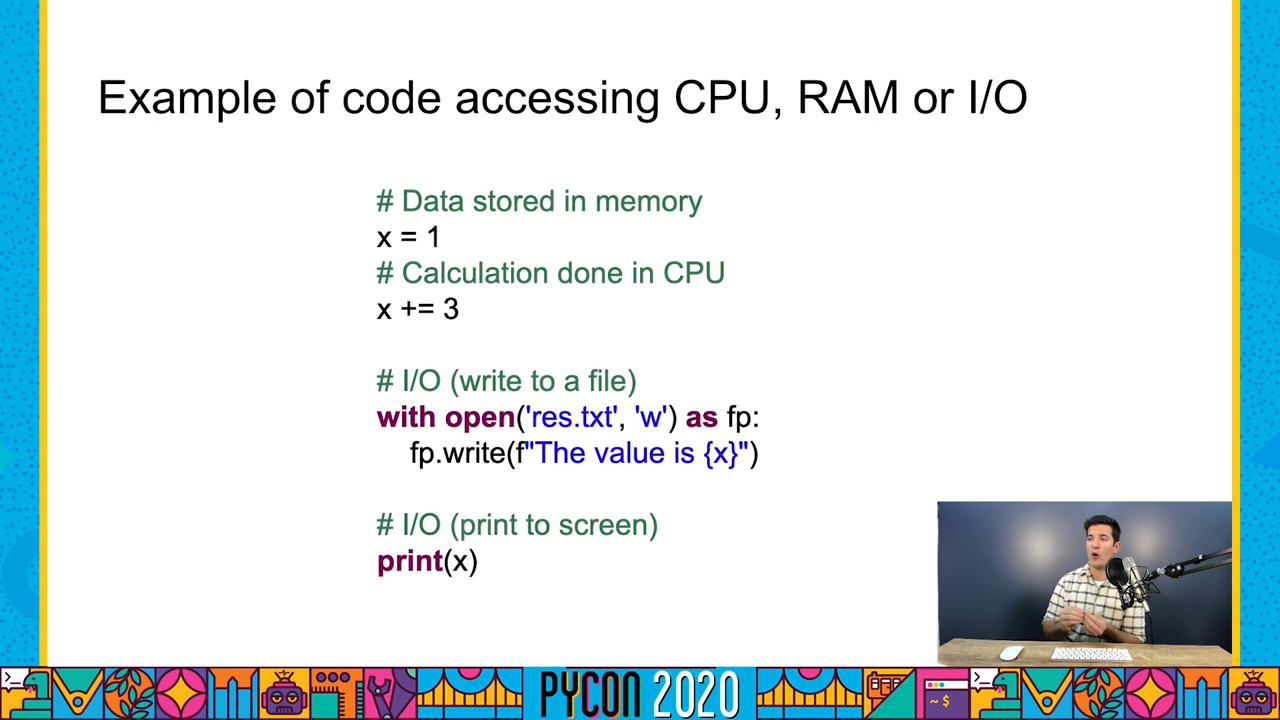 Example of code accessing CPU, RAM or I/O
# Data stored in memory
x = 1
# Calculation done in CPU
x += 3
# I/O (write to a file)
with open('res.txt', 'w') as fp:
fp.write(f"The value is {x}")
# I/O (print to screen)
print(x)
PYCON 2020
~$